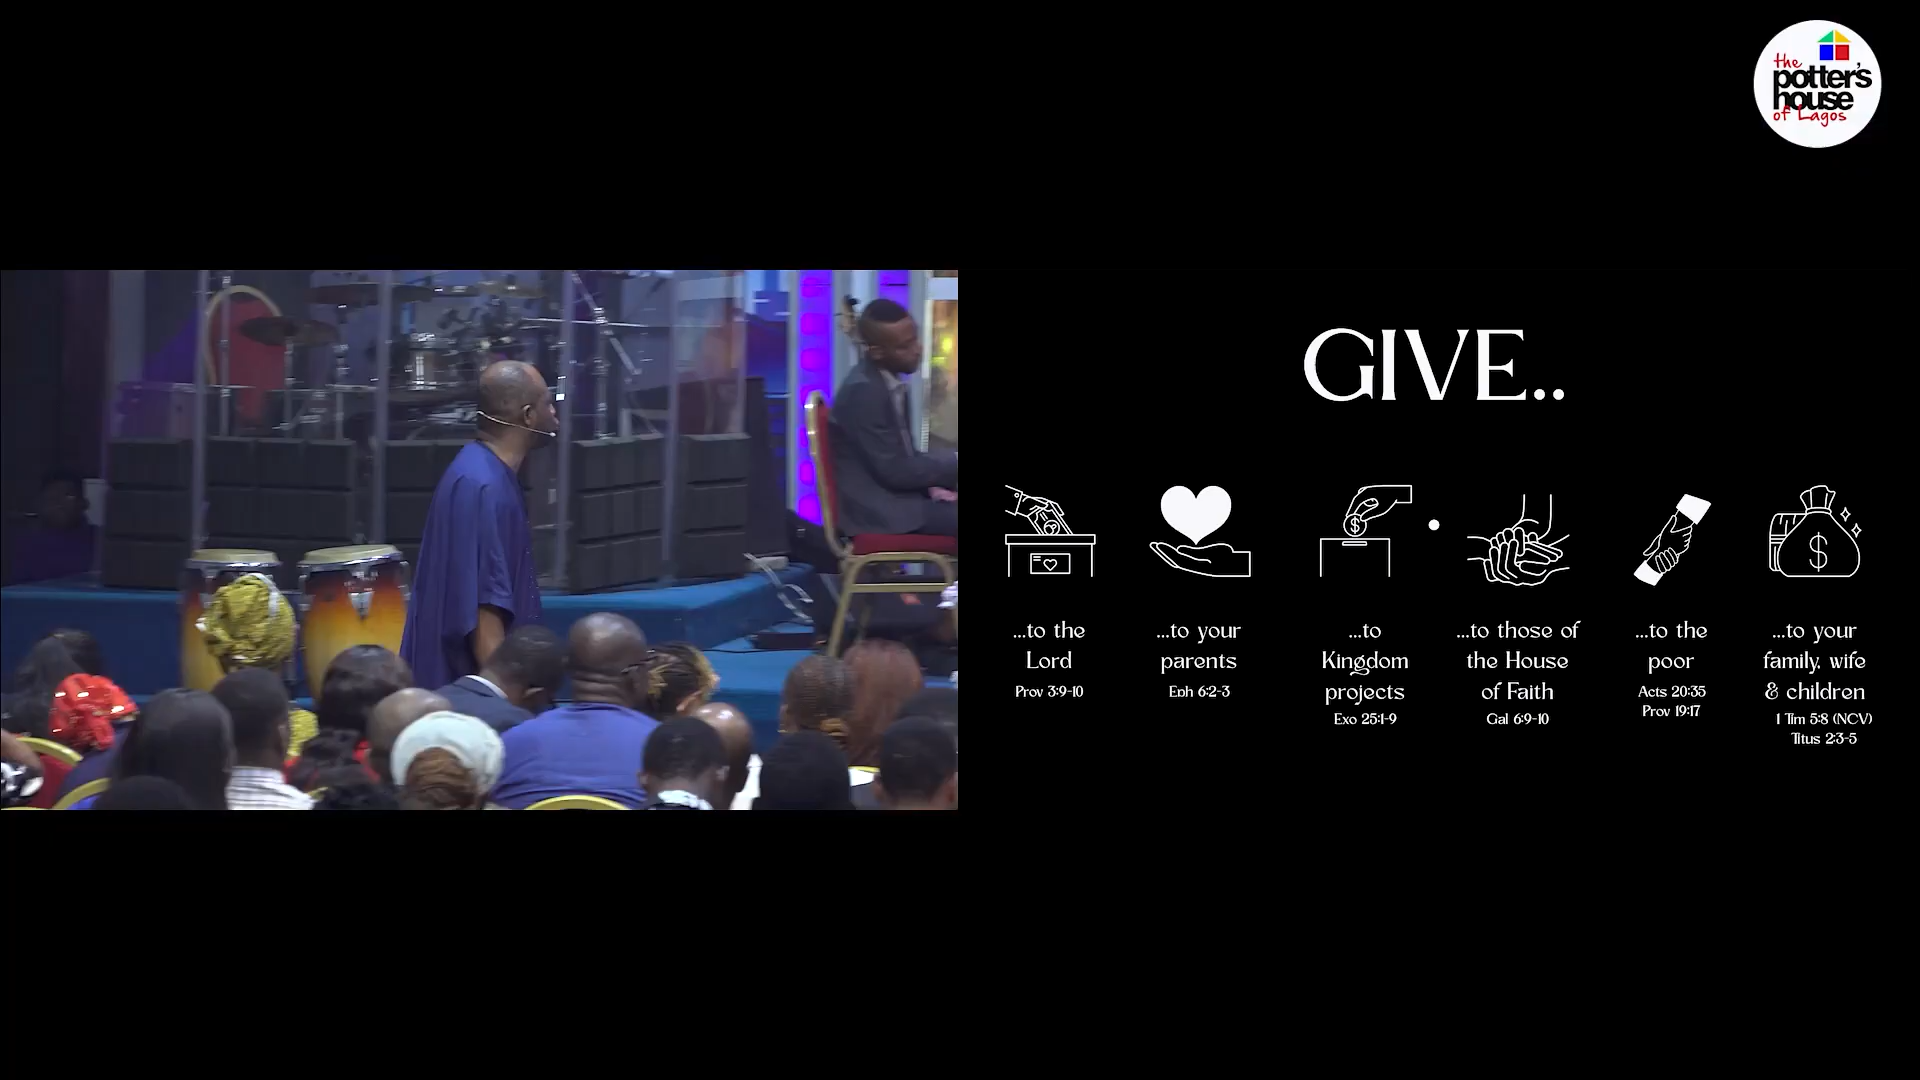 the
potter's
house
of Lagos
GIVE..
...to the
Lord
Prov 3:9-10
...to your
parents
Eph 6:2-3
...to
Kingdom
projects
Exo 25:1-9
...to those of
the House
of Faith
Gal 6:9-10
...to the
poor
Acts 20:35
Prov 19:17
...to your
family, wife
& children
1 Tim 5:8 (NCV)
Titus 2:3-5